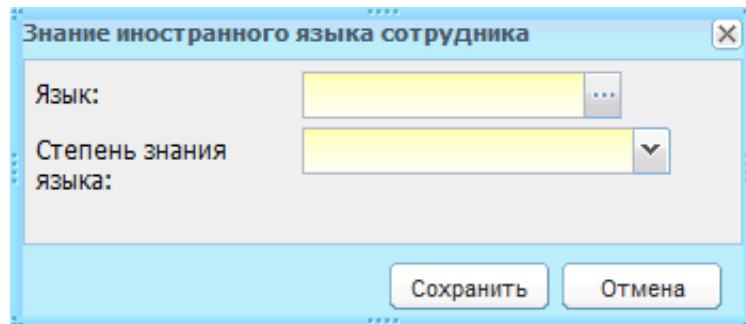 Знание иностранного языка сотрудника
Язык:
Степень знания
языка:
Сохранить Отмена